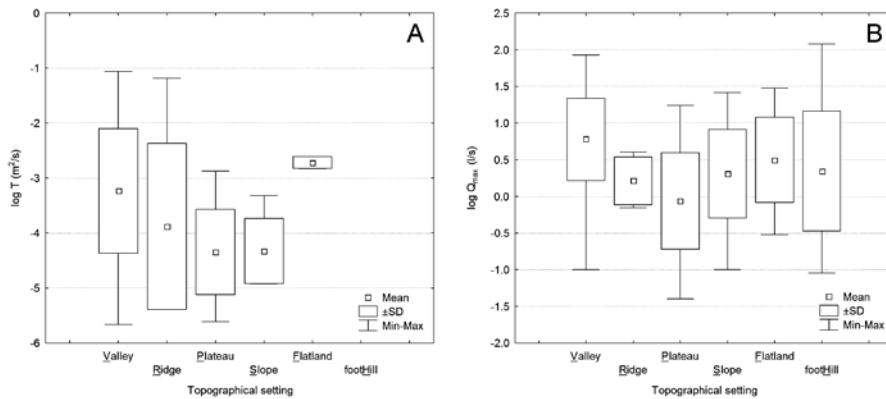 A
0
-1
-2
-3
-4
-5
-6
log T (m²/s)
Mean
±SD
Min-Max
Valley Plateau Flatland
Ridge Slope footHill
Topographical setting
B
2.5
2.0
1.5
1.0
0.5
0.0
-0.5
-1.0
-1.5
-2.0
log Qmax (l/s)
Mean
±SD
Min-Max
Valley Plateau Flatland
Ridge Slope footHill
Topographical setting